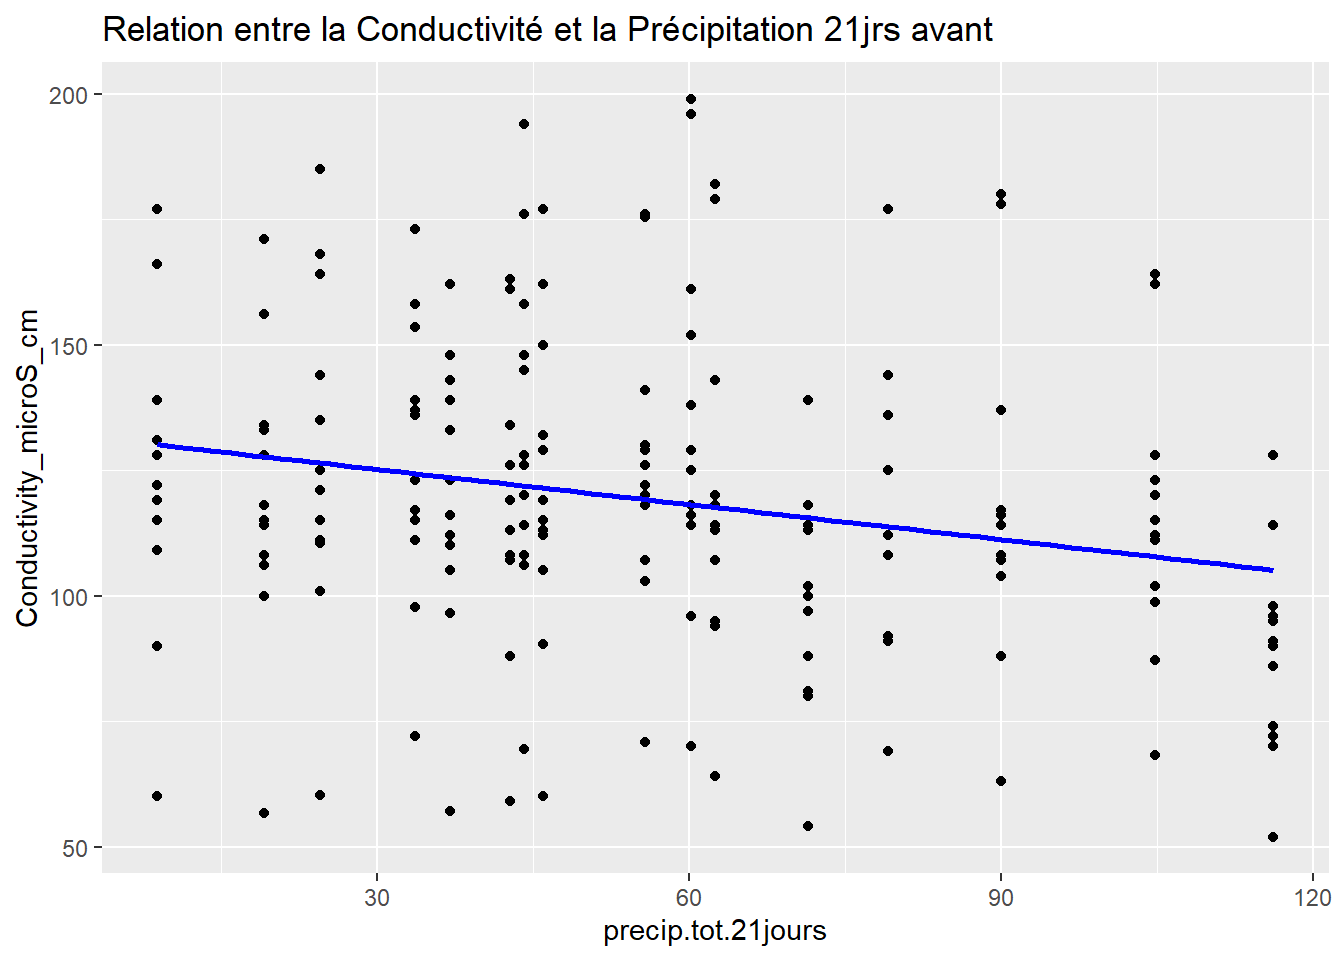 Relation entre la Conductivité et la Précipitation 21jrs avant
200
150
100
50
Conductivity_microS_cm
30 60 90 120
precip.tot.21jours